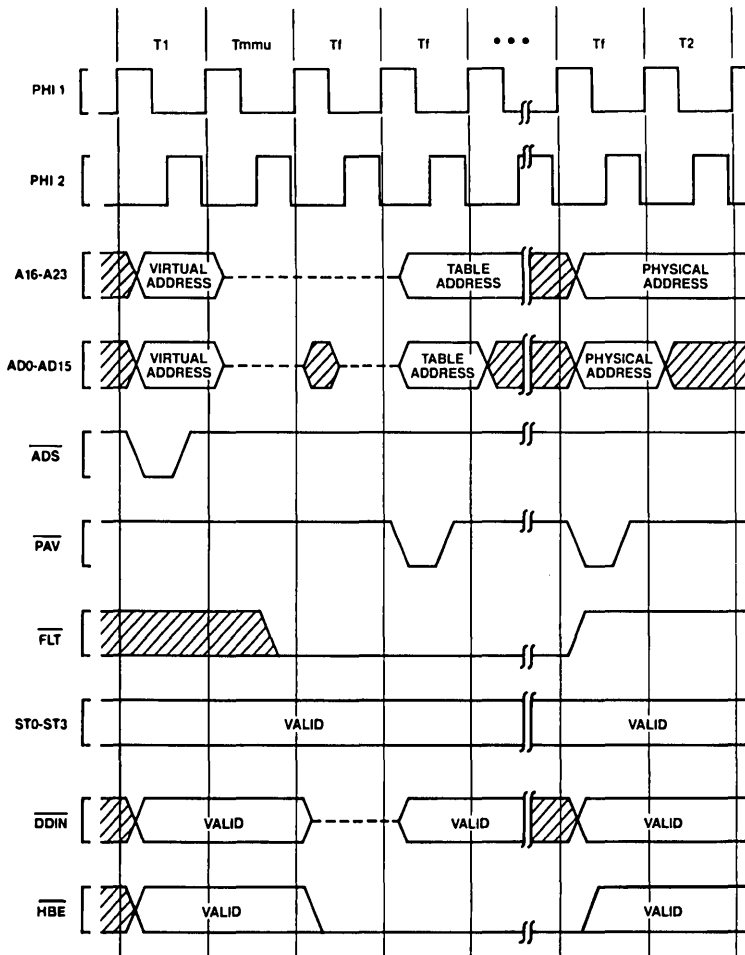 T1 Tmmu Tf Tf ••• Tf T2
PHI 1
PHI 2
A16-A23 VIRTUAL ADDRESS TABLE ADDRESS PHYSICAL ADDRESS
AD0-AD15 VIRTUAL ADDRESS TABLE ADDRESS PHYSICAL ADDRESS
ADS
PAV
FLT
ST0-ST3 VALID VALID
DDIN VALID VALID VALID
HBE VALID VALID